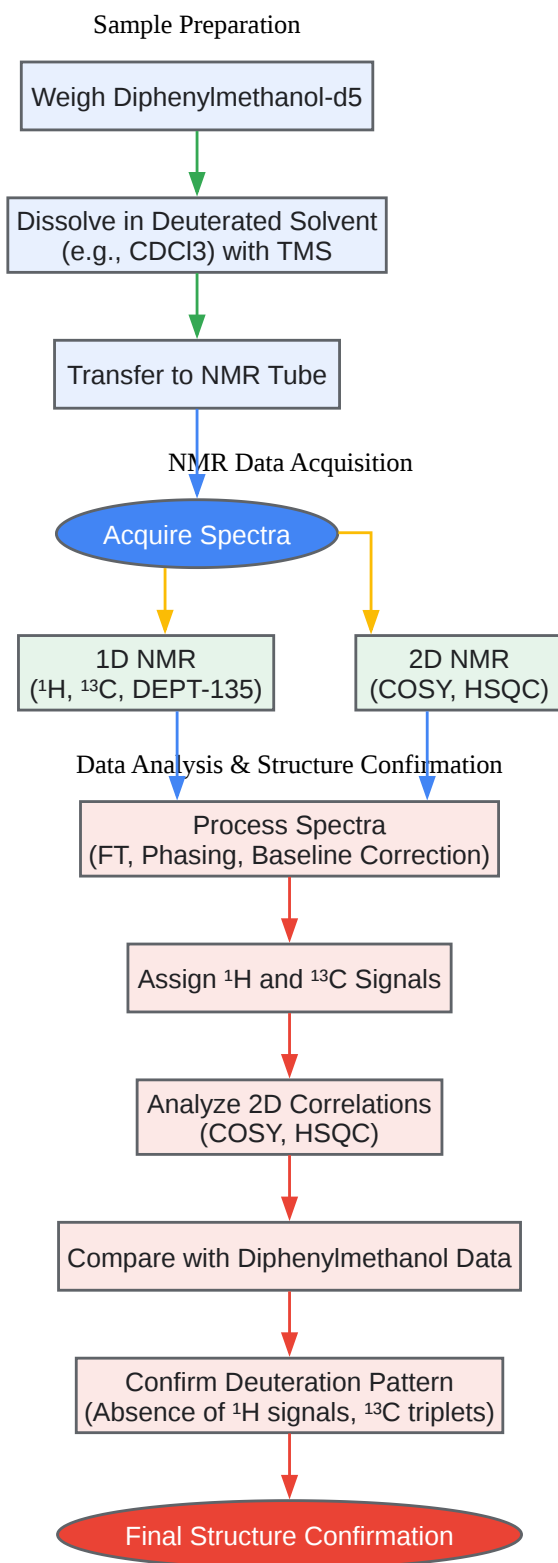 Sample Preparation
Weigh Diphenylmethanol-d5
Dissolve in Deuterated Solvent
(e.g., CDCl3) with TMS
Transfer to NMR Tube
NMR Data Acquisition
Acquire Spectra
1D NMR
(¹H, ¹³C, DEPT-135)
2D NMR
(COSY, HSQC)
Data Analysis & Structure Confirmation
Process Spectra
(FT, Phasing, Baseline Correction)
Assign ¹H and ¹³C Signals
Analyze 2D Correlations
(COSY, HSQC)
Compare with Diphenylmethanol Data
Confirm Deuteration Pattern
(Absence of ¹H signals, ¹³C triplets)
Final Structure Confirmation